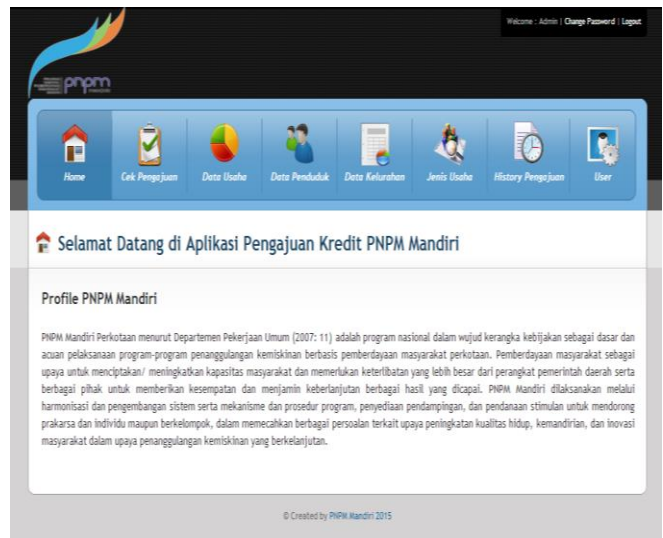 Welcome : Admin | Change Password | Logout
pnpm
Home
Cek Pengajuan
Data Usaha
Data Penduduk
Data Kelurahan
Jenis Usaha
History Pengajuan
User
Selamat Datang di Aplikasi Pengajuan Kredit PNPM Mandiri
Profile PNPM Mandiri
PNPM Mandiri Perkotaan menurut Departemen Pekerjaan Umum (2007: 11) adalah program nasional dalam wujud kerangka kebijakan sebagai dasar dan
acuan pelaksanaan program-program penanggulangan kemiskinan berbasis pemberdayaan masyarakat perkotaan. Pemberdayaan masyarakat sebagai
upaya untuk menciptakan/ meningkatkan kapasitas masyarakat dan memerlukan keterlibatan yang lebih besar dari perangkat pemerintah daerah serta
berbagai pihak untuk memberikan kesempatan dan menjamin keberlanjutan berbagai hasil yang dicapai. PNPM Mandiri dilaksanakan melalui
harmonisasi dan pengembangan sistem serta mekanisme dan prosedur program, penyediaan pendampingan, dan pendanaan stimulan untuk mendorong
prakarsa dan individu maupun berkelompok, dalam memecahkan berbagai persoalan terkait upaya peningkatan kualitas hidup, kemandirian, dan inovasi
masyarakat dalam upaya penanggulangan kemiskinan yang berkelanjutan.
© Created by PNPM Mandiri 2015